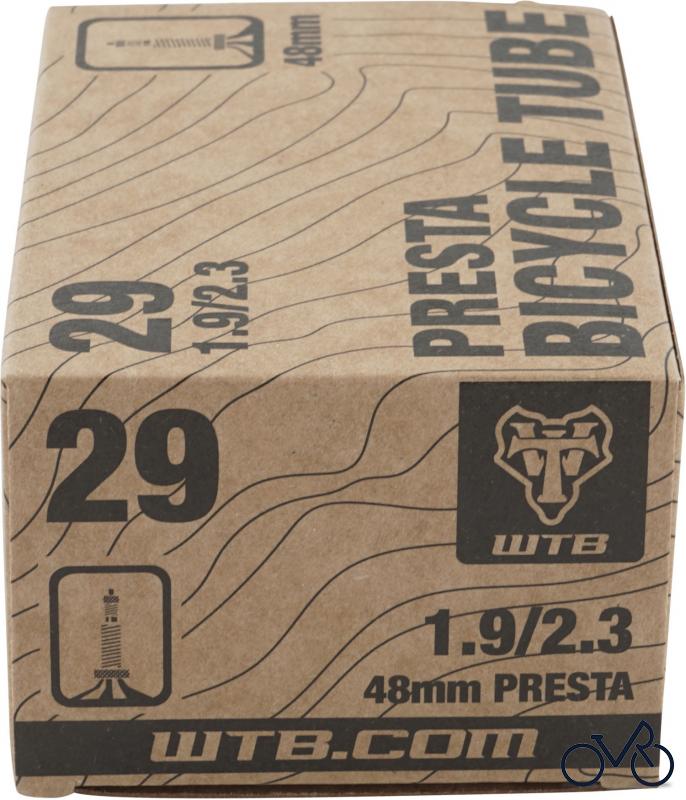 48mm
PRESTA
BICYCLE TUBE
29
1.9/2.3
29
WTB
1.9/2.3
48mm PRESTA
WTB.COM